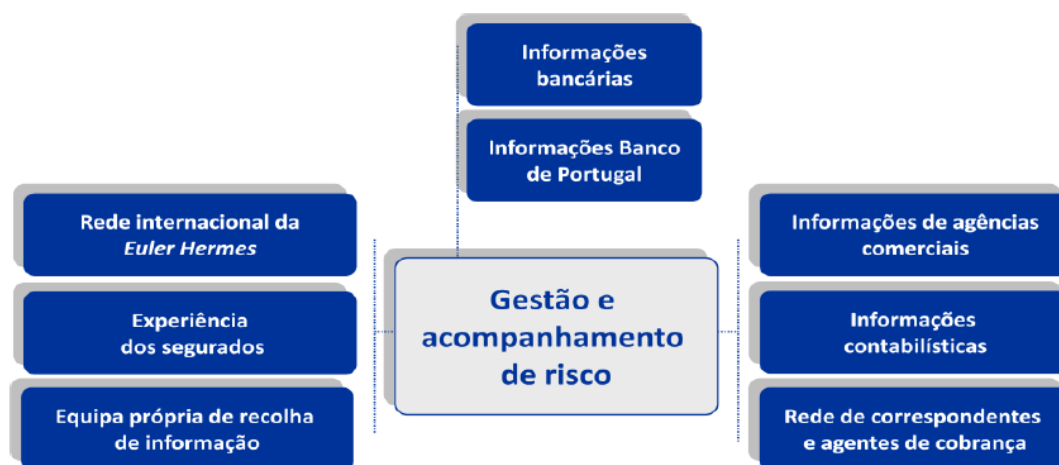 Informações
bancárias
Informações Banco
de Portugal
Rede internacional da
Euler Hermes
Experiência
dos segurados
Equipa própria de recolha
de informação
Gestão e
acompanhamento
de risco
Informações de agências
comerciais
Informações
contabilísticas
Rede de correspondentes
e agentes de cobrança